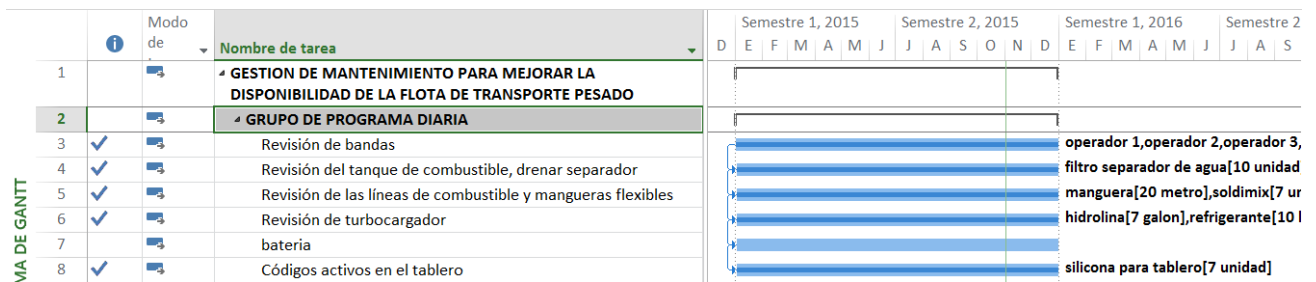 Modo
de
Nombre de tarea
Semestre 1, 2015 Semestre 2, 2015 Semestre 1, 2016 Semestre 2
D E F M A M J J A S O N D E F M A M J J A S
1 GESTION DE MANTENIMIENTO PARA MEJORAR LA
DISPONIBILIDAD DE LA FLOTA DE TRANSPORTE PESADO
2 GRUPO DE PROGRAMA DIARIA
3 Revisión de bandas operador 1,operador 2,operador 3,
4 Revisión del tanque de combustible, drenar separador filtro separador de agua[10 unidad
5 Revisión de las líneas de combustible y mangueras flexibles manguera[20 metro],soldimix[7 un
6 Revisión de turbocargador hidrolina[7 galon],refrigerante[10
7 bateria
8 Códigos activos en el tablero silicona para tablero[7 unidad]
MA DE GANTT